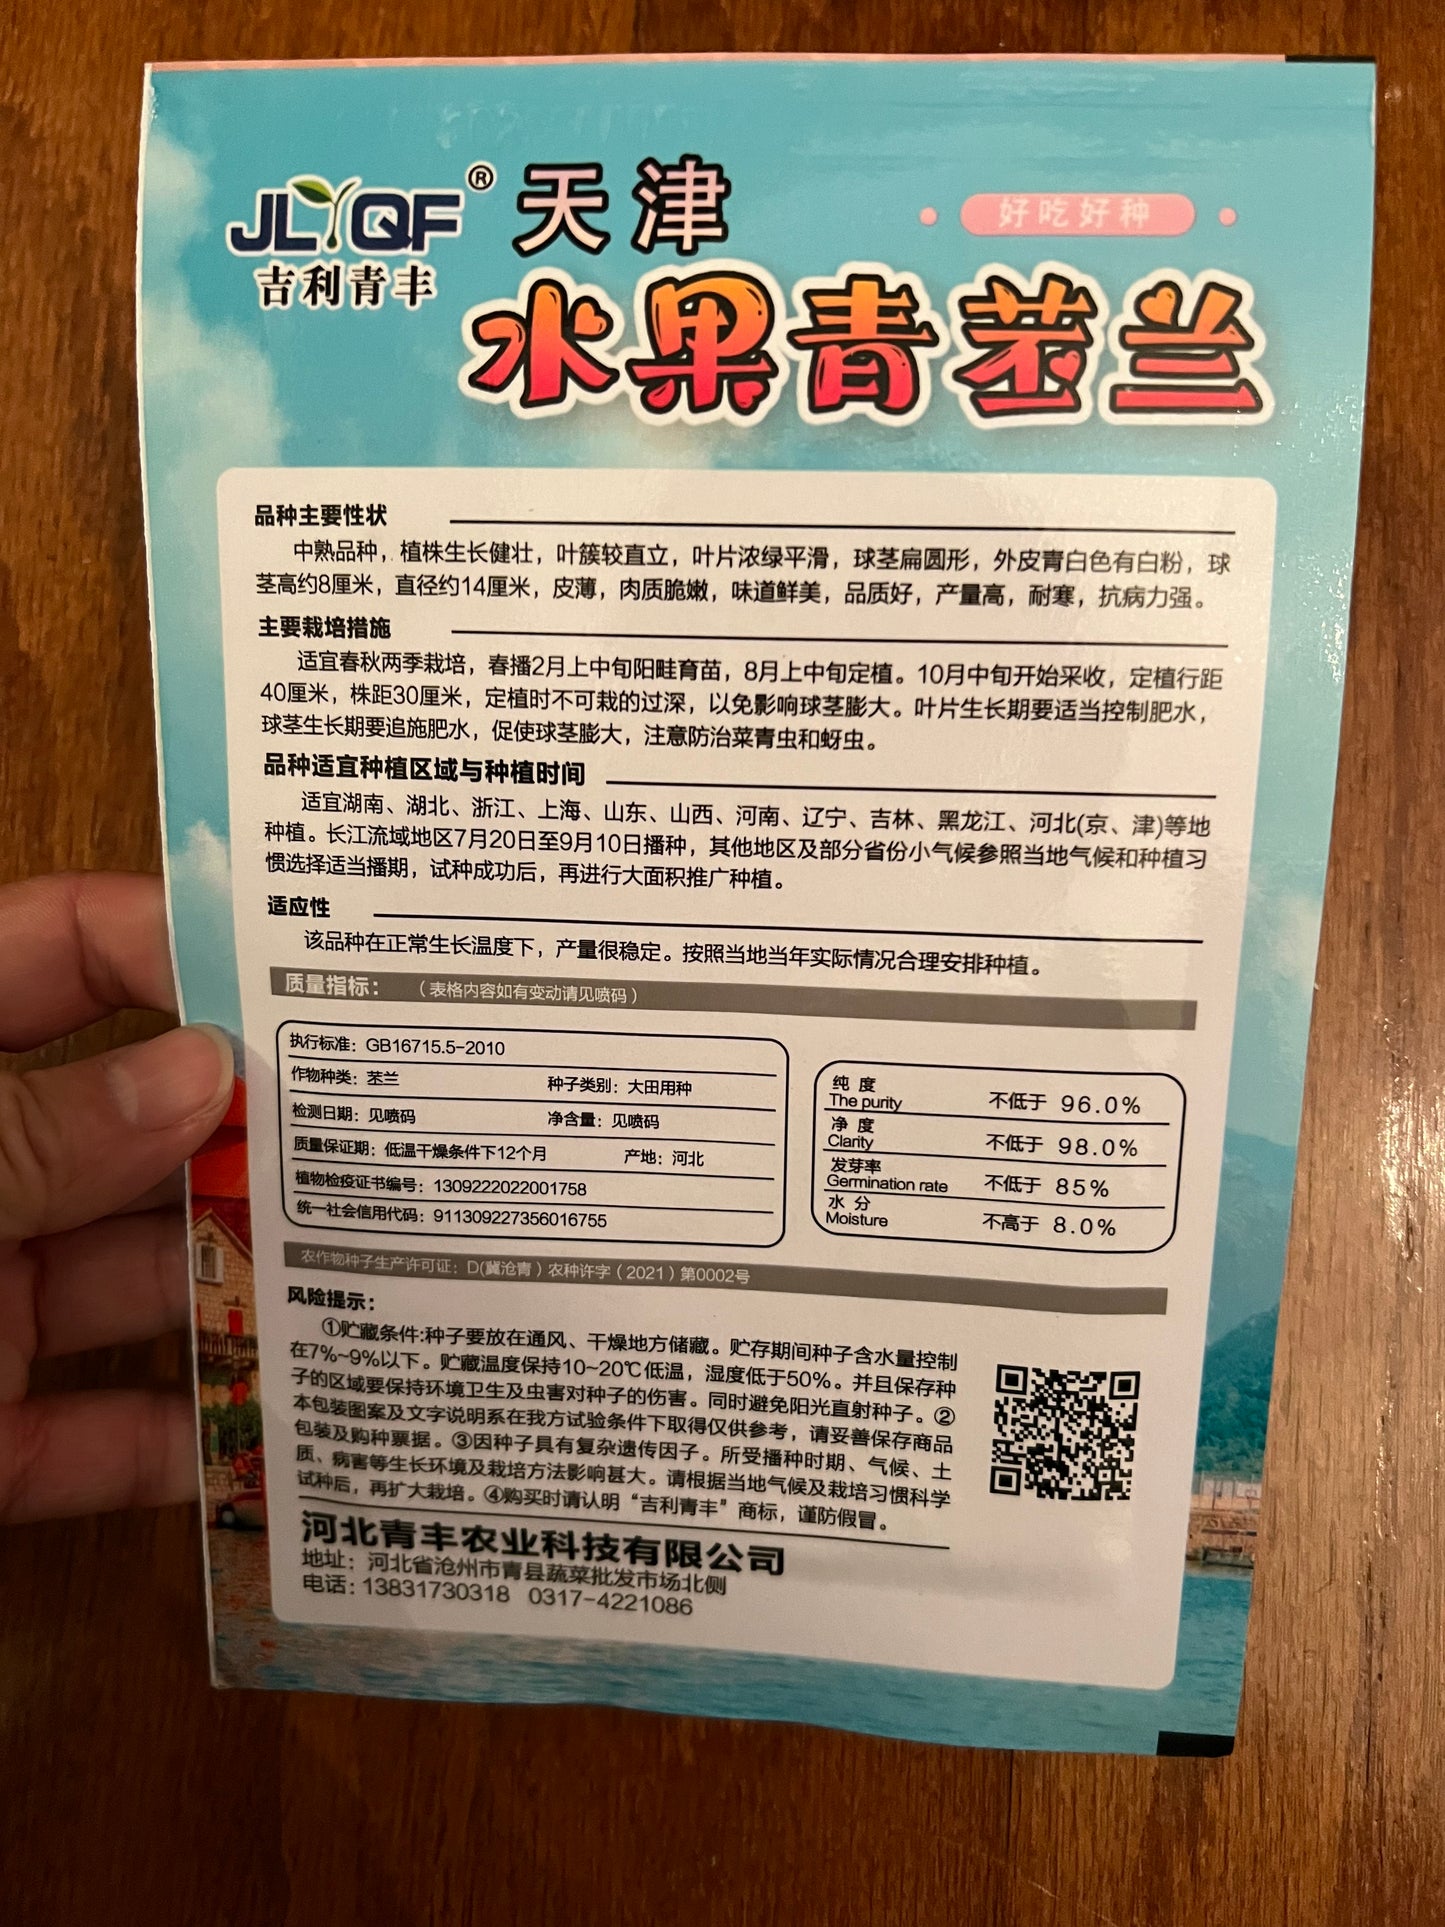 JLQF® 天津
好吃好种
吉利青丰
水果青苤兰
品种主要性状
中熟品种，植株生长健壮，叶簇较直立，叶片浓绿平滑，球茎扁圆形，外皮青白色有白粉，球
茎高约8厘米，直径约14厘米，皮薄，肉质脆嫩，味道鲜美，品质好，产量高，耐寒，抗病力强。
主要栽培措施
适宜春秋两季栽培，春播2月上中旬阳畦育苗，8月上中旬定植。10月中旬开始采收，定植行距
40厘米，株距30厘米，定植时不可栽的过深，以免影响球茎膨大。叶片生长期要适当控制肥水，
球茎生长期要追施肥水，促使球茎膨大，注意防治菜青虫和蚜虫。
品种适宜种植区域与种植时间
适宜湖南、湖北、浙江、上海、山东、山西、河南、辽宁、吉林、黑龙江、河北(京、津)等地
种植。长江流域地区7月20日至9月10日播种，其他地区及部分省份小气候参照当地气候和种植习
惯选择适当播期，试种成功后，再进行大面积推广种植。
适应性
该品种在正常生长温度下，产量很稳定。按照当地当年实际情况合理安排种植。
质量指标：（表格内容如有变动请见喷码）
执行标准：GB16715.5-2010
作物种类：苤兰 种子类别：大田用种
检测日期：见喷码 净含量：见喷码
质量保证期：低温干燥条件下12个月 产地：河北
植物检疫证书编号：1309222022001758
统一社会信用代码：911309227356016755
纯度 不低于 96.0%
The purity
净度 不低于 98.0%
Clarity
发芽率 不低于 85%
Germination rate
水分 不高于 8.0%
Moisture
农作物种子生产许可证：D(冀沧青）农种许字（2021）第0002号
风险提示：
①贮藏条件:种子要放在通风、干燥地方储藏。贮存期间种子含水量控制
在7%~9%以下。贮藏温度保持10~20℃低温，湿度低于50%。并且保存种
子的区域要保持环境卫生及虫害对种子的伤害。同时避免阳光直射种子。②
本包装图案及文字说明系在我方试验条件下取得仅供参考，请妥善保存商品
包装及购种票据。③因种子具有复杂遗传因子。所受播种时期、气候、土
质、病害等生长环境及栽培方法影响甚大。请根据当地气候及栽培习惯科学
试种后，再扩大栽培。④购买时请认明“吉利青丰”商标，谨防假冒。
河北青丰农业科技有限公司
地址：河北省沧州市青县蔬菜批发市场北侧
电话：13831730318 0317-4221086